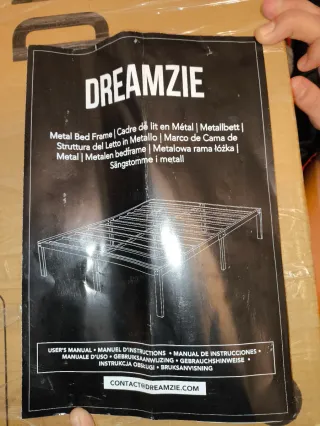 DREAMZIE
Metal Bed Frame | Cadre de lit en Métal | Metallbett |
Struttura del Letto in Metallo | Marco de Cama de
Metal | Metalen bedframe | Metalowa rama łóżka |
Sängstomme i metall
USER'S MANUAL • MANUEL D'INSTRUCTIONS • MANUAL DE INSTRUCCIONES •
MANUALE D'USO • GEBRUIKSAANWIJZING • GEBRAUCHSHINWEISE •
INSTRUKCJA OBSŁUGI • BRUKSANVISNING
CONTACT@DREAMZIE.COM